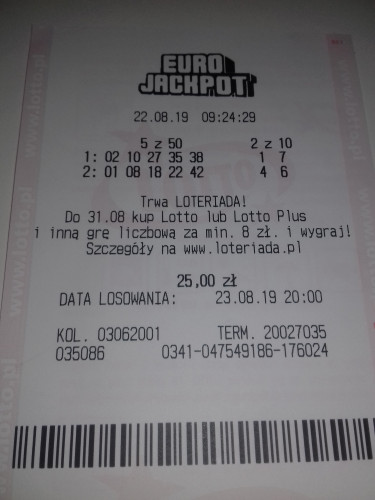 EURO
JACKPOT
22.08.19 09:24:29
5 z 50 2 z 10
1: 02 10 27 35 38 1 7
2: 01 08 18 22 42 4 6
Trwa LOTERIADA!
Do 31.08 kup Lotto lub Lotto Plus
i inną grę liczbową za min. 8 zł. i wygraj!
Szczegóły na www.loteriada.pl
25,00 zł
DATA LOSOWANIA: 23.08.19 20:00
KOL. 03062001 TERM. 20027035
035086 0341-047549186-176024